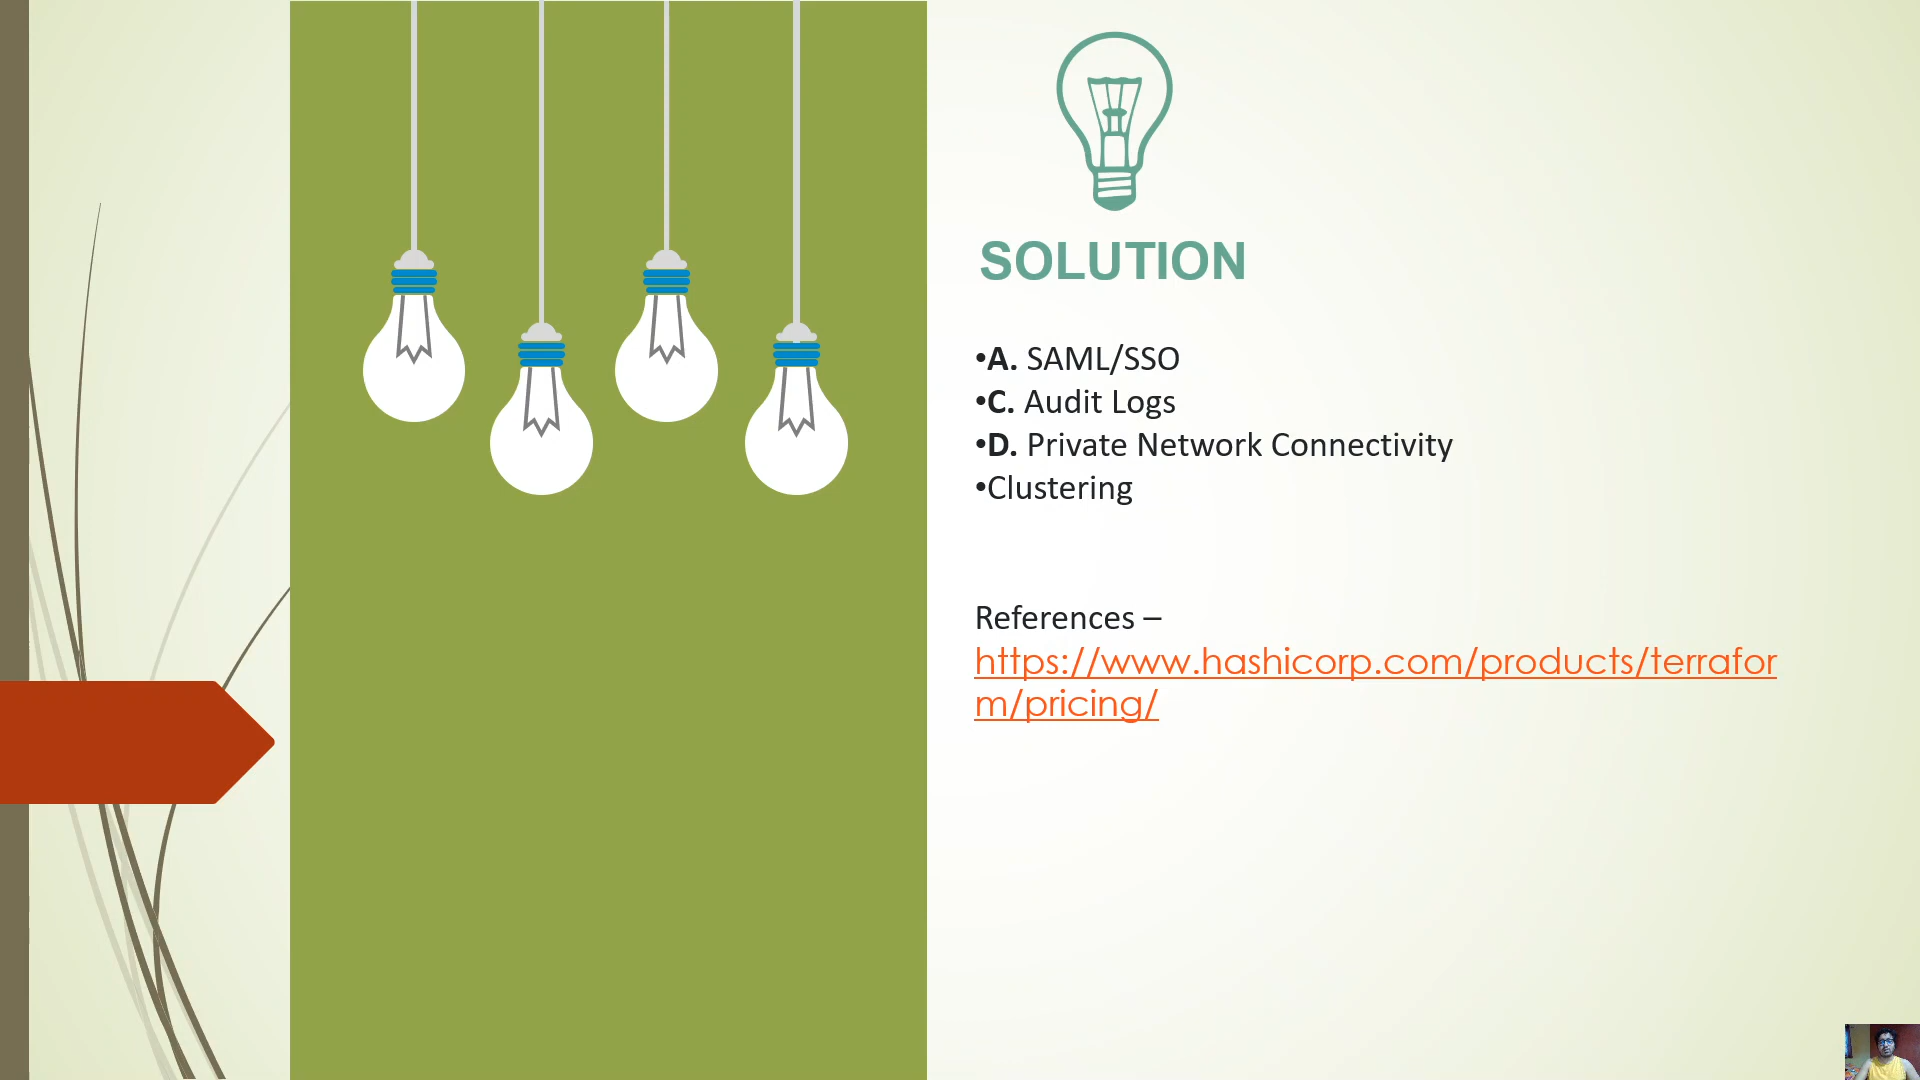 SOLUTION
•A. SAML/SSO
•C. Audit Logs
•D. Private Network Connectivity
•Clustering
References –
https://www.hashicorp.com/products/terrafor
m/pricing/